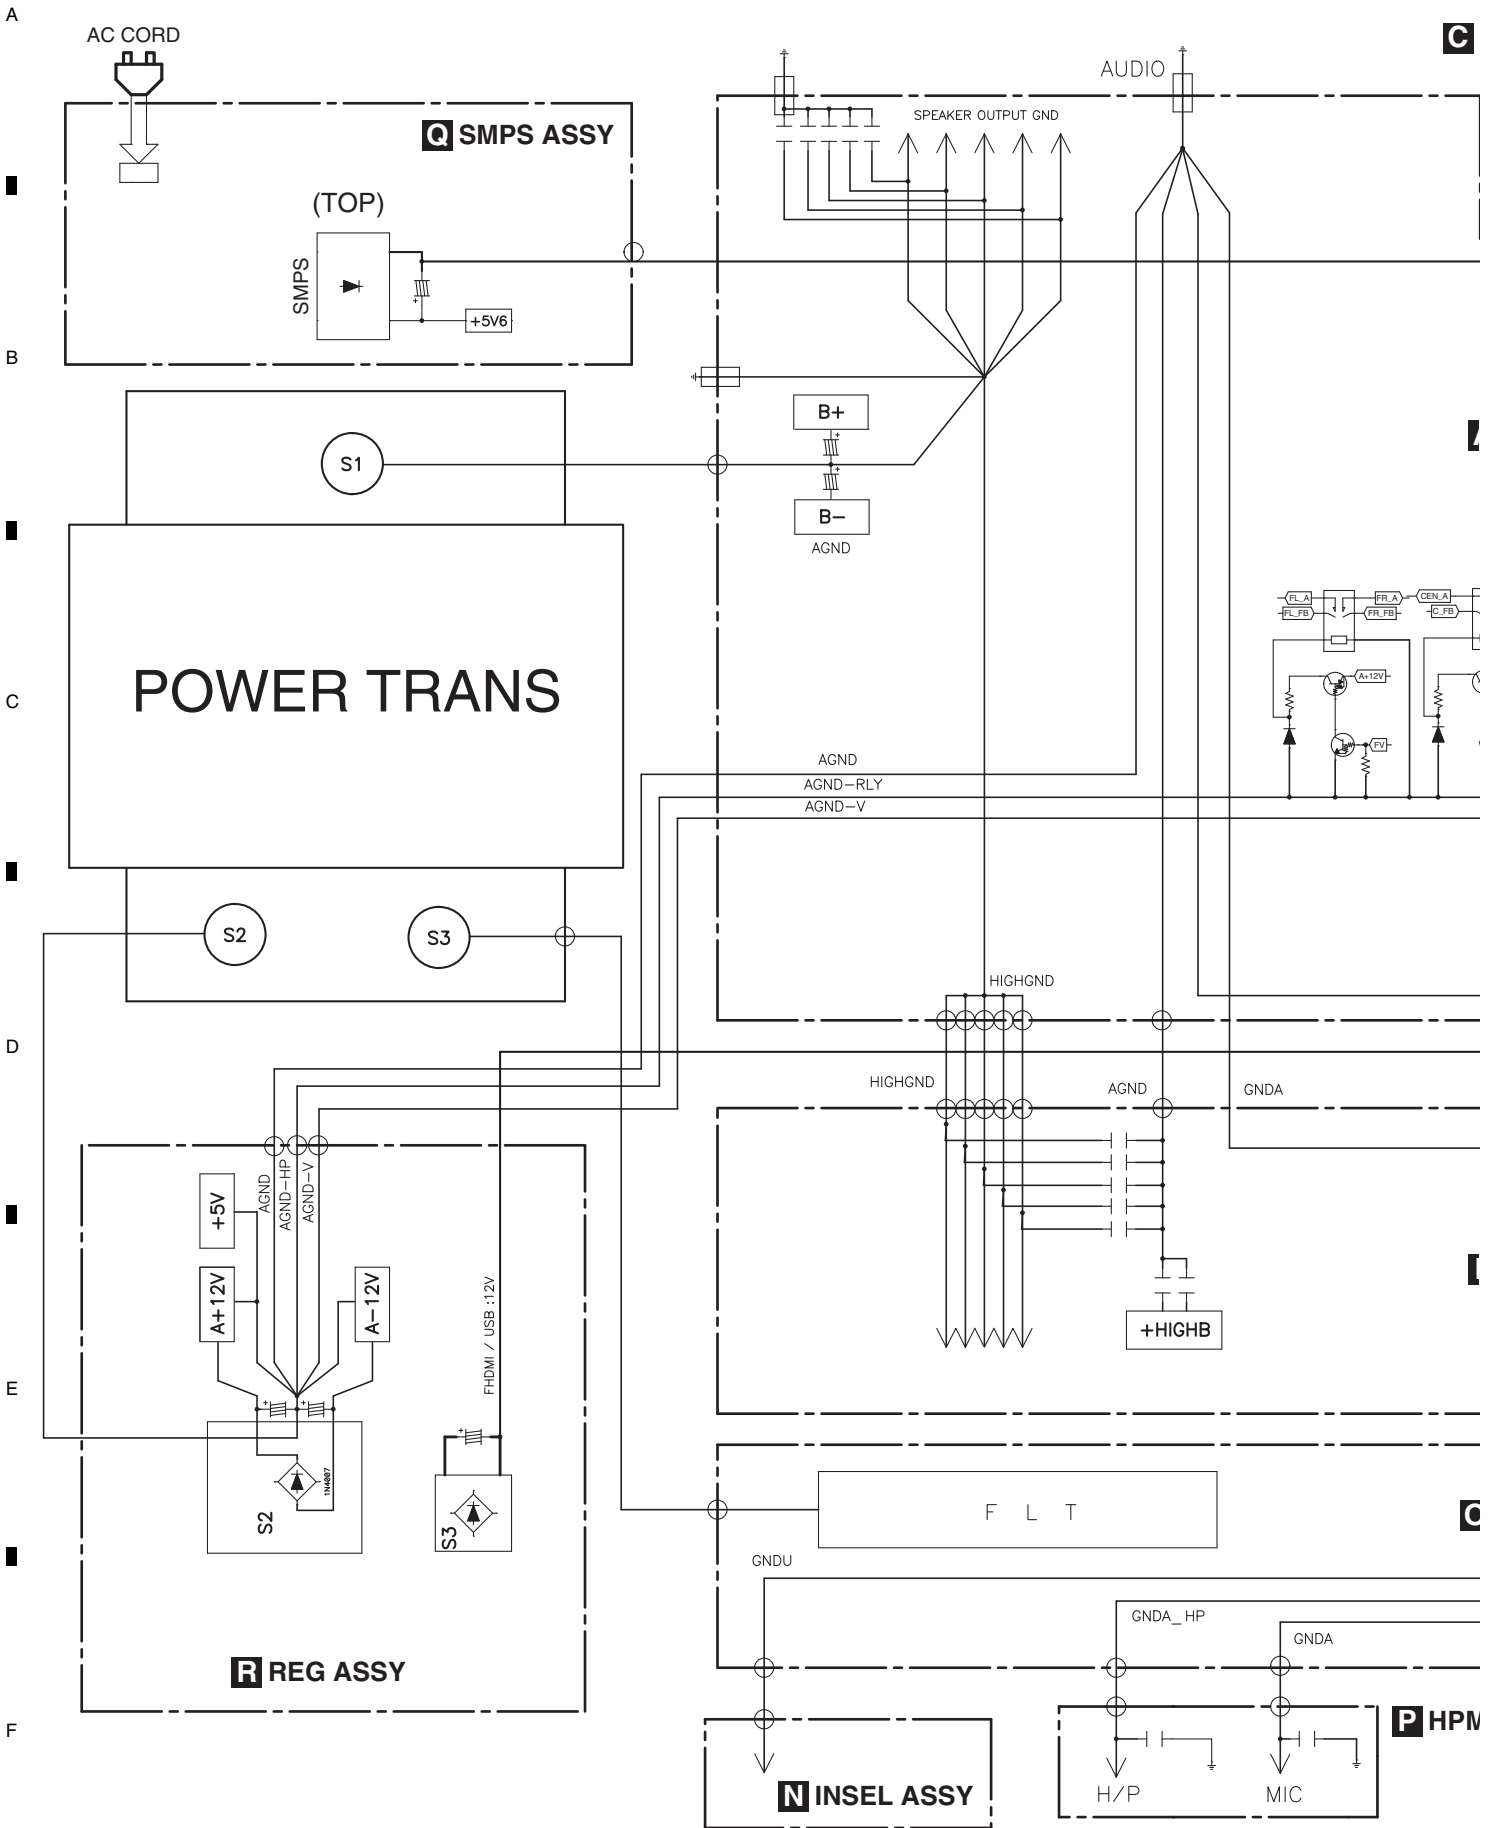 A
AC CORD
C
AUDIO
SPEAKER OUTPUT GND
Q SMPS ASSY
(TOP)
SMPS
+5V6
B
B+
S1
B−
AGND
FL_A
FR_A
CEN_A
FL_FB
FR_FB
C_FB
POWER TRANS
C
A+12V
FV
AGND
AGND−RLY
AGND−V
S2
S3
HIGHGND
D
HIGHGND
AGND
GNDA
AGND
AGND−HP
AGND−V
+5V
A+12V
A−12V
FHDMI / USB :12V
+HIGHB
E
1N4007
S2
S3
F L T
GNDU
GNDA_HP
GNDA
R REG ASSY
F
P HPM
N INSEL ASSY
H/P
MIC